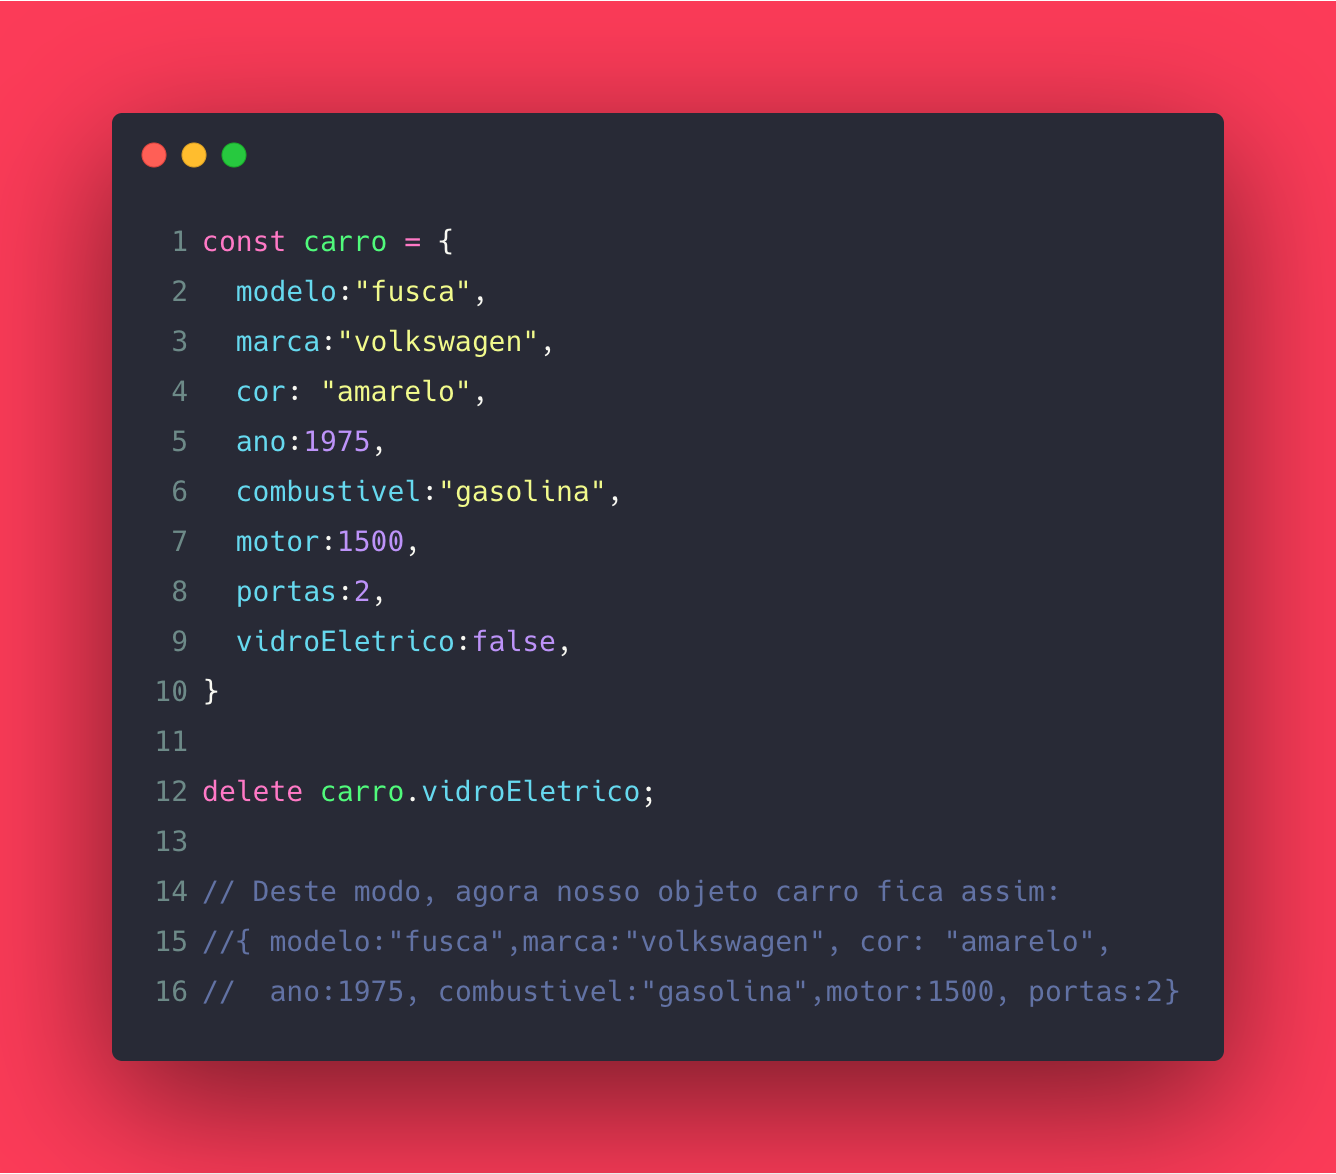 1 const carro = {
2   modelo:"fusca",
3   marca:"volkswagen",
4   cor: "amarelo",
5   ano:1975,
6   combustivel:"gasolina",
7   motor:1500,
8   portas:2,
9   vidroEletrico:false,
10 }
11
12 delete carro.vidroEletrico;
13
14 // Deste modo, agora nosso objeto carro fica assim:
15 //{ modelo:"fusca",marca:"volkswagen", cor: "amarelo",
16 //  ano:1975, combustivel:"gasolina",motor:1500, portas:2}